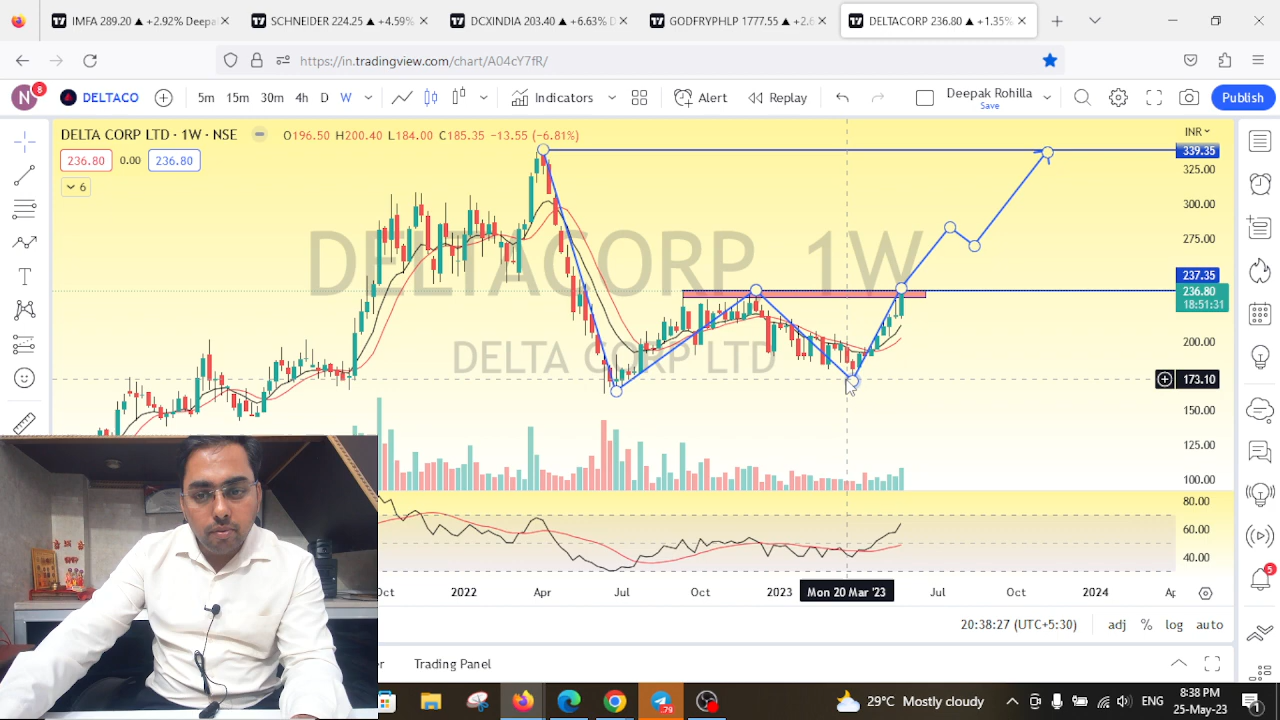 IMFA 289.20 ▲ +2.92% Deepa
SCHNEIDER 224.25 ▲ +4.59%
DCXINDIA 203.40 ▲ +6.63% D
GODFRYPHLP 1777.55 ▲ +2.6
DELTACORP 236.80 ▲ +1.35%
https://in.tradingview.com/chart/A04cY7fR/
N 8
DELTACO
5m 15m 30m 4h D W
Indicators
Alert
Replay
Deepak Rohilla
Save
Publish
DELTA CORP LTD · 1W · NSE
O196.50 H200.40 L184.00 C185.35 -13.55 (-6.81%)
INR
236.80 0.00 236.80
6
DELTACORP, 1W
DELTA CORP LTD
339.35
325.00
300.00
275.00
237.35
236.80
18:51:31
200.00
173.10
150.00
125.00
100.00
80.00
60.00
40.00
Oct 2022 Apr Jul Oct 2023 Mon 20 Mar '23 Jul Oct 2024 Ap
20:38:27 (UTC+5:30) adj % log auto
Trading Panel
5
79
29°C Mostly cloudy
ENG
8:38 PM
25-May-23
1